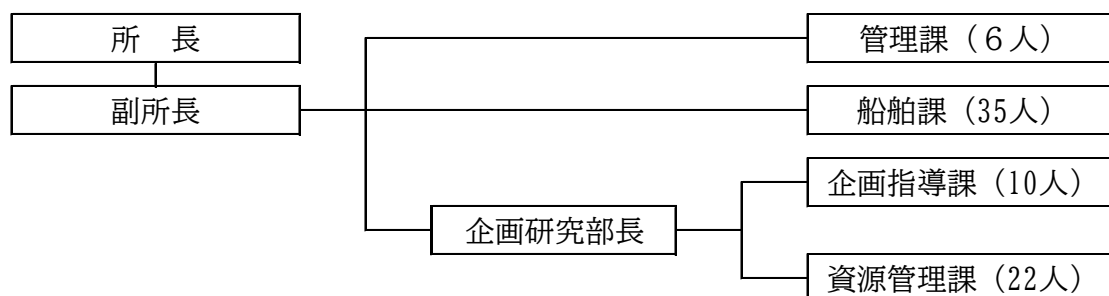 所　長
副所長
管理課（６人）
船舶課（35人）
企画研究部長
企画指導課（10人）
資源管理課（22人）